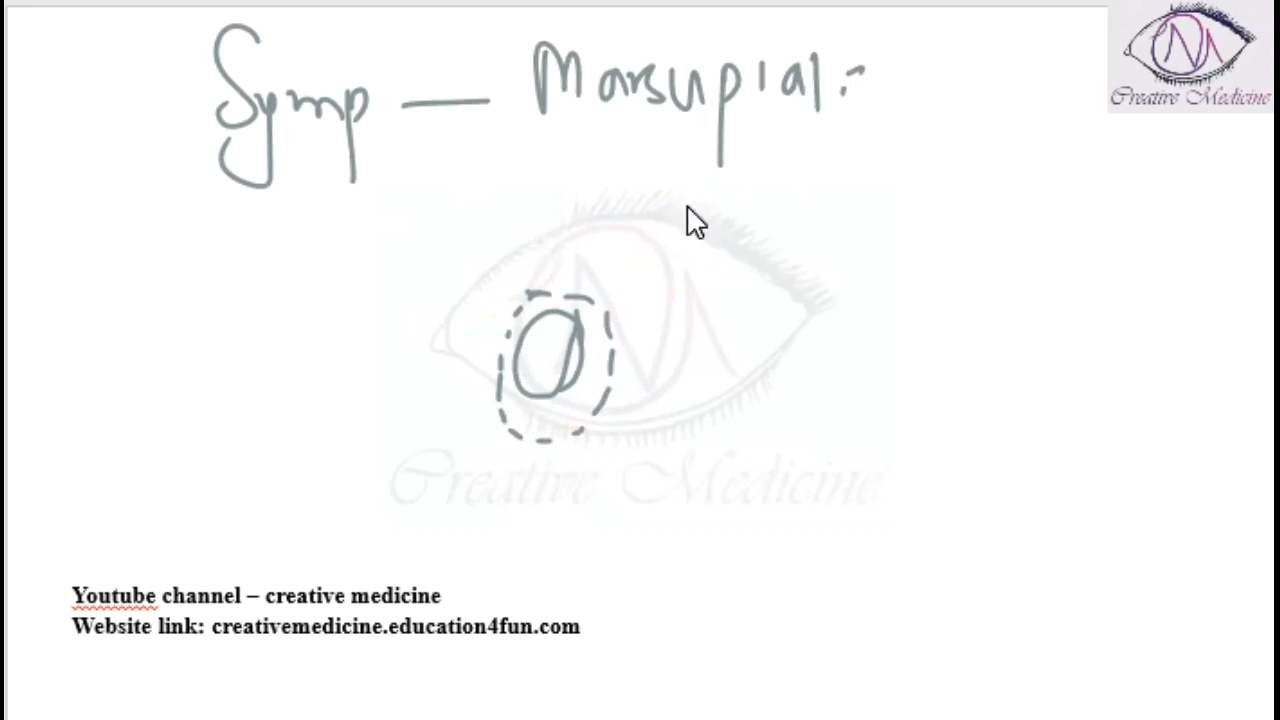 Symp — Marsupial :-
Creative Medicine
Creative Medicine
Youtube channel – creative medicine
Website link: creativemedicine.education4fun.com